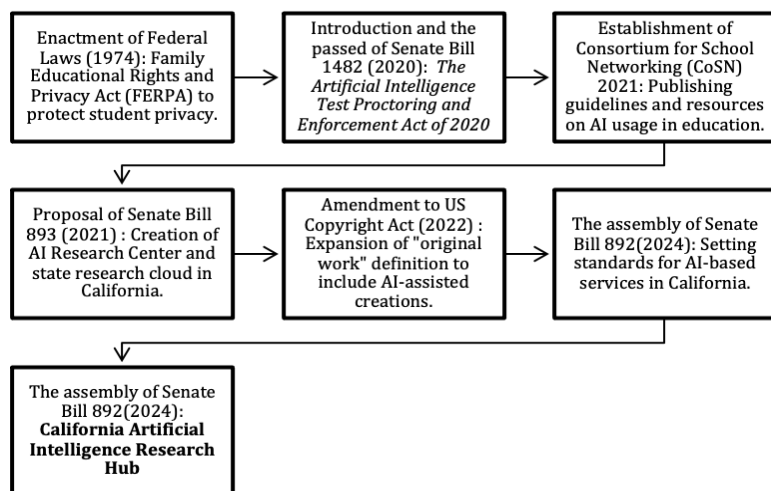 Enactment of Federal
Laws (1974): Family
Educational Rights and
Privacy Act (FERPA) to
protect student privacy.
Introduction and the
passed of Senate Bill
1482 (2020): The
Artificial Intelligence
Test Proctoring and
Enforcement Act of 2020
Establishment of
Consortium for School
Networking (CoSN)
2021: Publishing
guidelines and resources
on AI usage in education.
Proposal of Senate Bill
893 (2021) : Creation of
AI Research Center and
state research cloud in
California.
Amendment to US
Copyright Act (2022) :
Expansion of "original
work" definition to
include AI-assisted
creations.
The assembly of Senate
Bill 892(2024): Setting
standards for AI-based
services in California.
The assembly of Senate
Bill 892(2024):
California Artificial
Intelligence Research
Hub